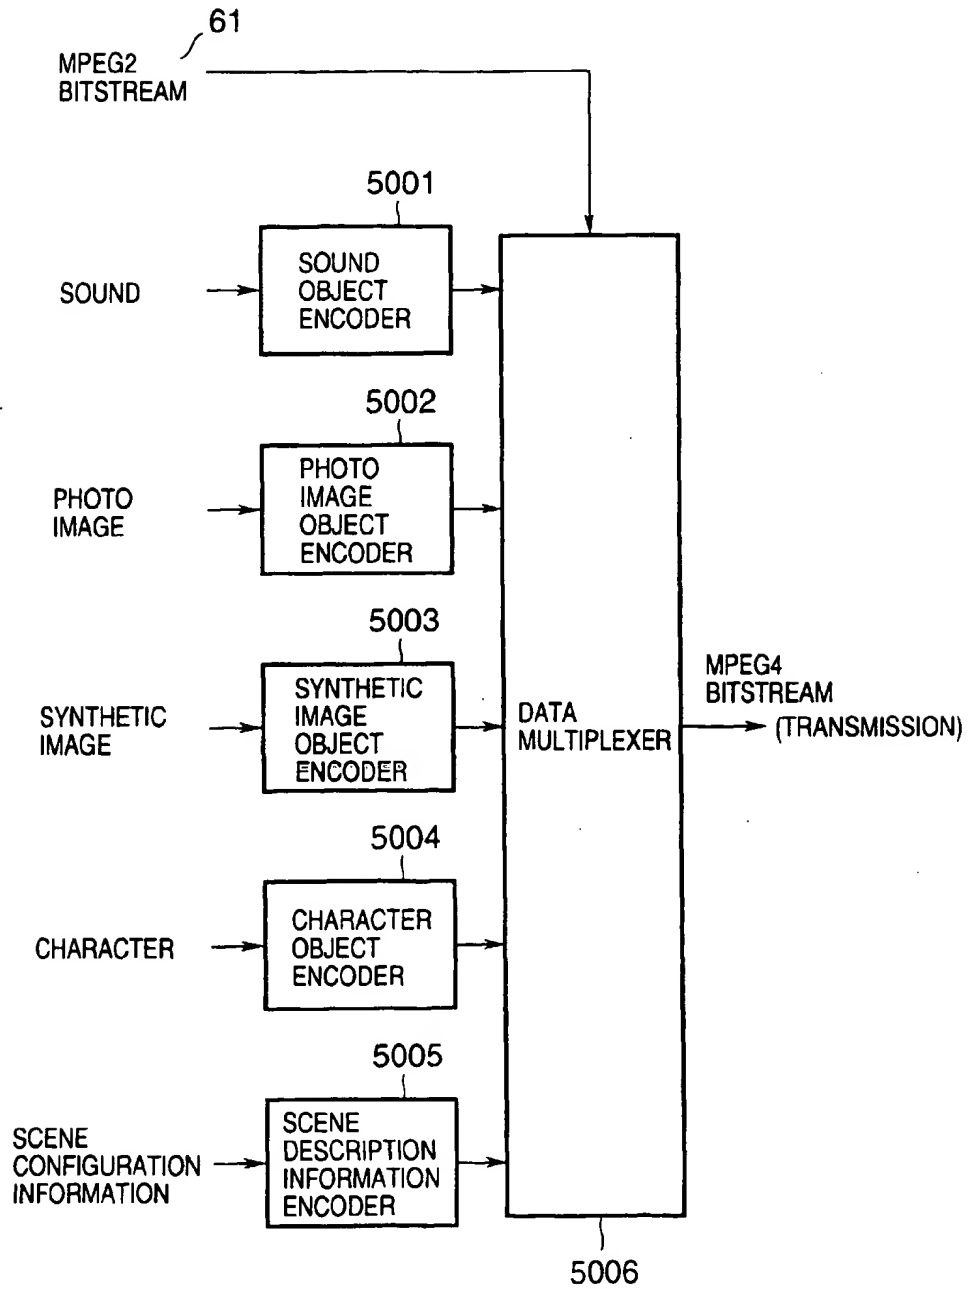 61
MPEG2
BITSTREAM
5001
SOUND
SOUND
OBJECT
ENCODER
5002
PHOTO
IMAGE
PHOTO
IMAGE
OBJECT
ENCODER
5003
SYNTHETIC
IMAGE
SYNTHETIC
IMAGE
OBJECT
ENCODER
DATA
MULTIPLEXER
MPEG4
BITSTREAM
(TRANSMISSION)
5004
CHARACTER
CHARACTER
OBJECT
ENCODER
5005
SCENE
CONFIGURATION
INFORMATION
SCENE
DESCRIPTION
INFORMATION
ENCODER
5006